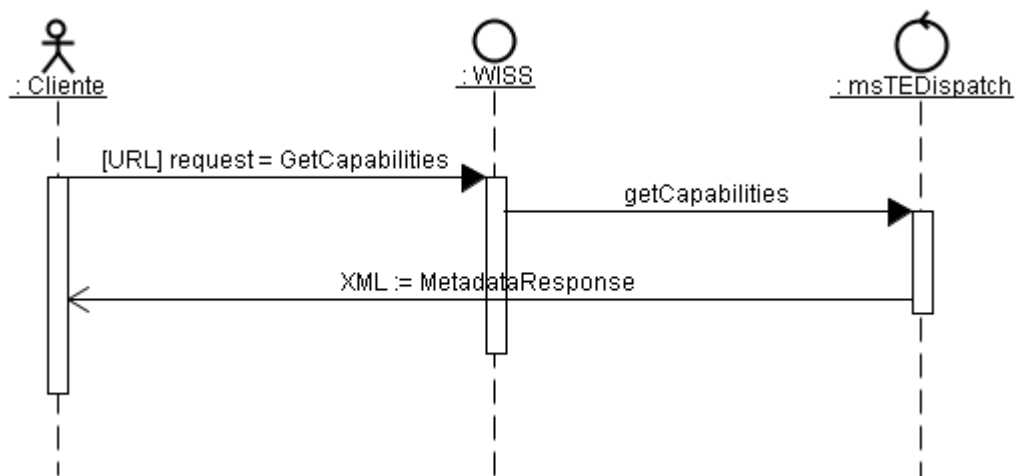 : Cliente
: WISS
: msTEDispatch
[URL] request = GetCapabilities
getCapabilities
XML := MetadataResponse